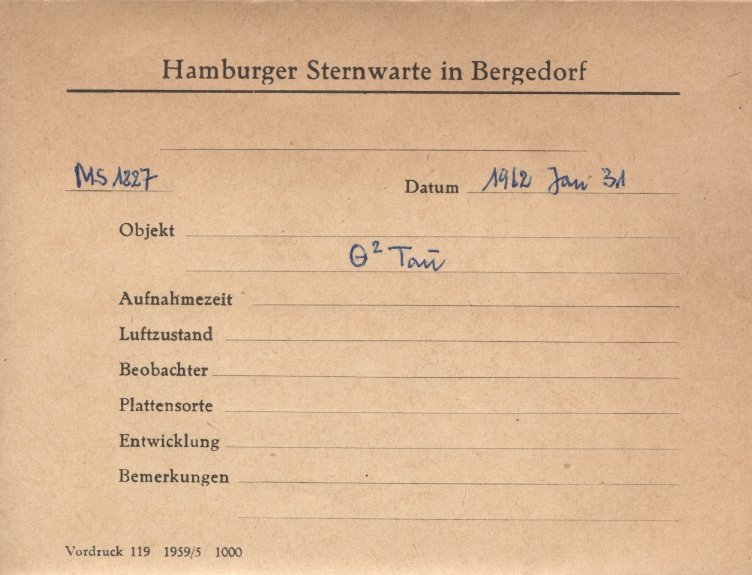 Hamburger Sternwarte in Bergedorf
MS 1827 Datum 1962 Jan 31
Objekt
θ² Tau
Aufnahmezeit
Luftzustand
Beobachter
Plattensorte
Entwicklung
Bemerkungen
Vordruck 119 1959/5 1000